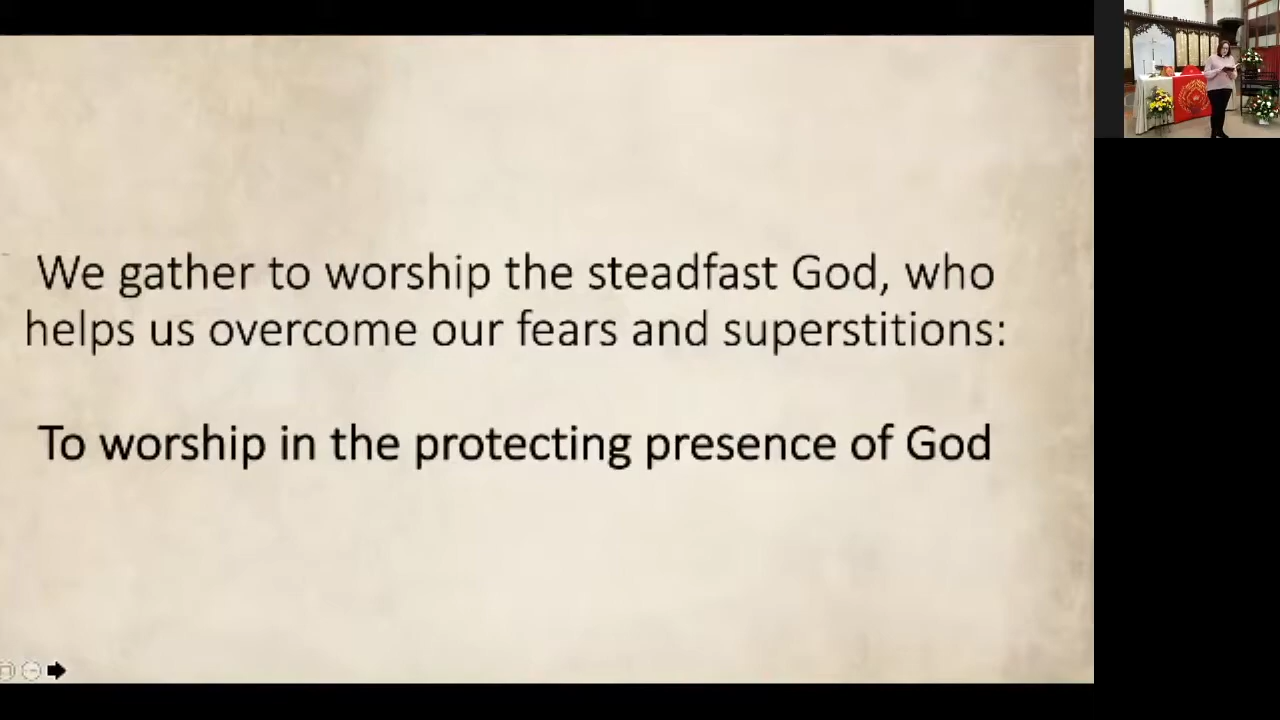 We gather to worship the steadfast God, who
helps us overcome our fears and superstitions:
To worship in the protecting presence of God